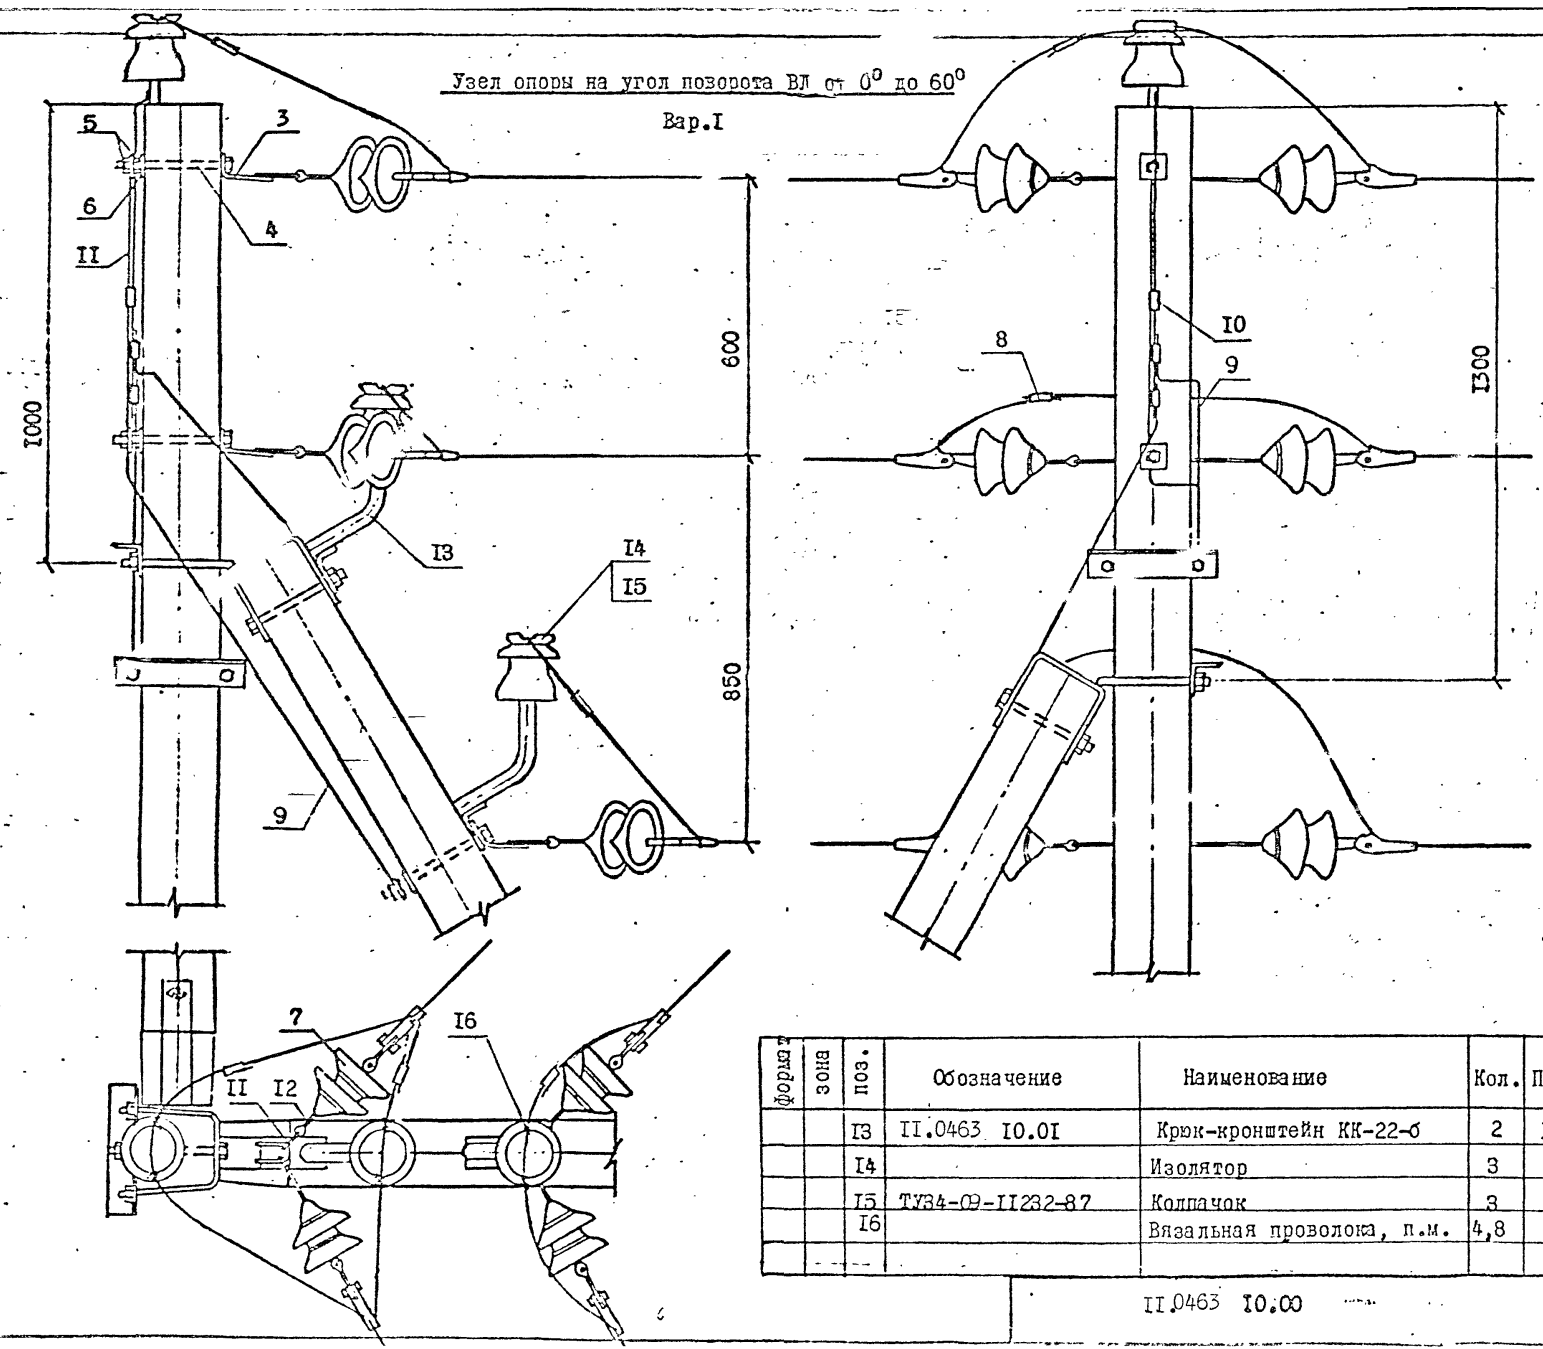 Узел опоры на угол поворота ВЛ от 0° до 60°
Вар.I
5
3
6
4
II
1000
600
850
13
14
15
9
8
10
9
1300
7
16
II
12
формат
зона
поз.
Обозначение
Наименование
Кол.
13 II.0463 10.01 Крюк-кронштейн КК-22-б 2
14 Изолятор 3
15 ТУ34-09-II232-87 Колпачок 3
16 Вязальная проволока, п.м. 4,8
II.0463 10.00